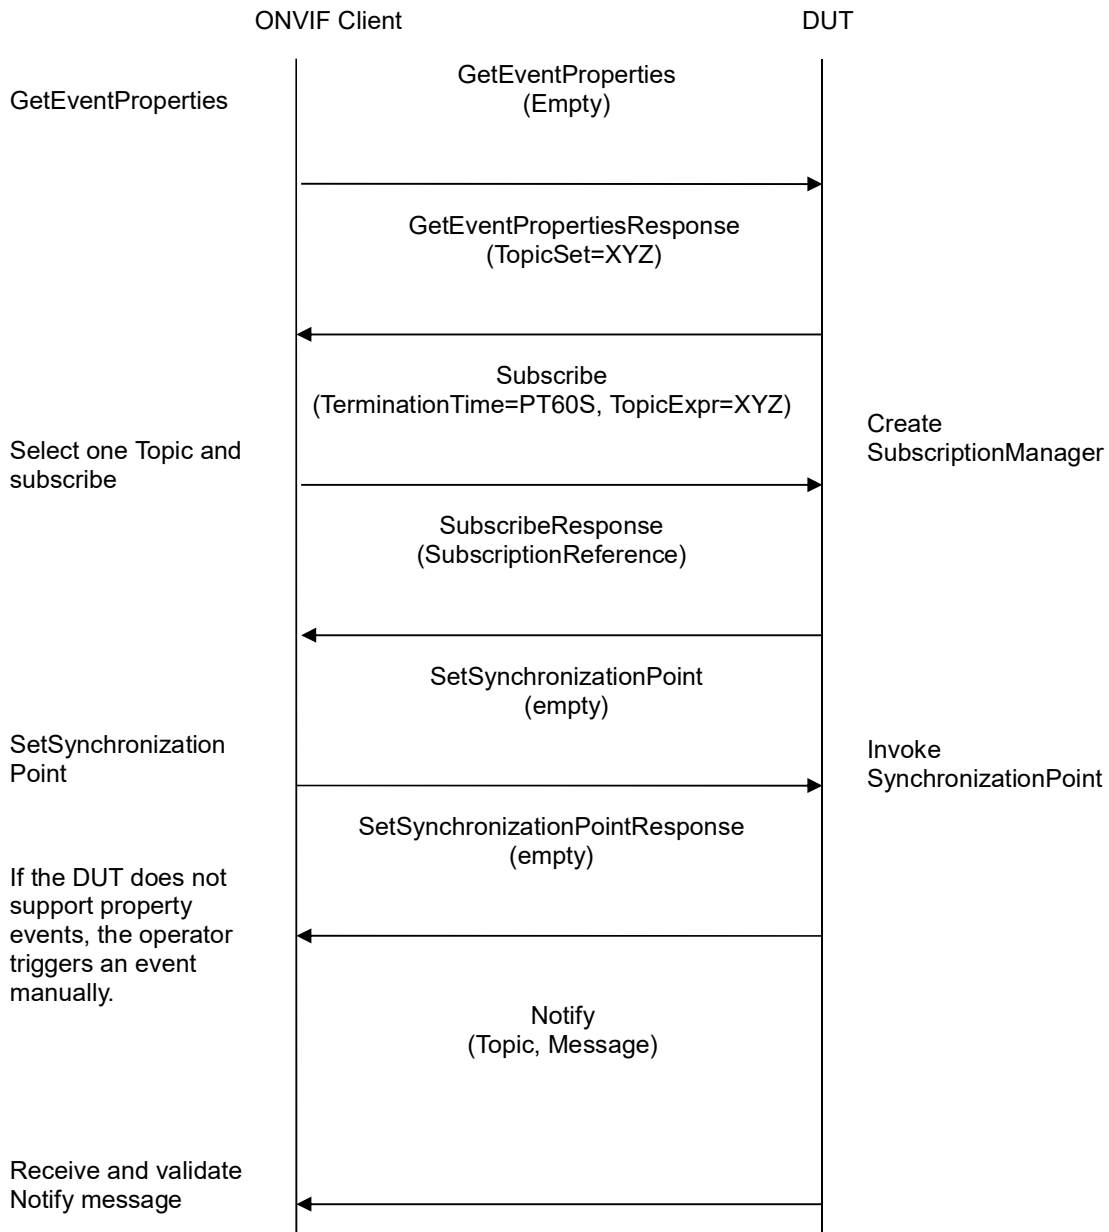 ONVIF Client
DUT
GetEventProperties
GetEventProperties
(Empty)
GetEventPropertiesResponse
(TopicSet=XYZ)
Subscribe
(TerminationTime=PT60S, TopicExpr=XYZ)
Select one Topic and
subscribe
Create
SubscriptionManager
SubscribeResponse
(SubscriptionReference)
SetSynchronizationPoint
(empty)
SetSynchronization
Point
Invoke
SynchronizationPoint
SetSynchronizationPointResponse
(empty)
If the DUT does not
support property
events, the operator
triggers an event
manually.
Notify
(Topic, Message)
Receive and validate
Notify message